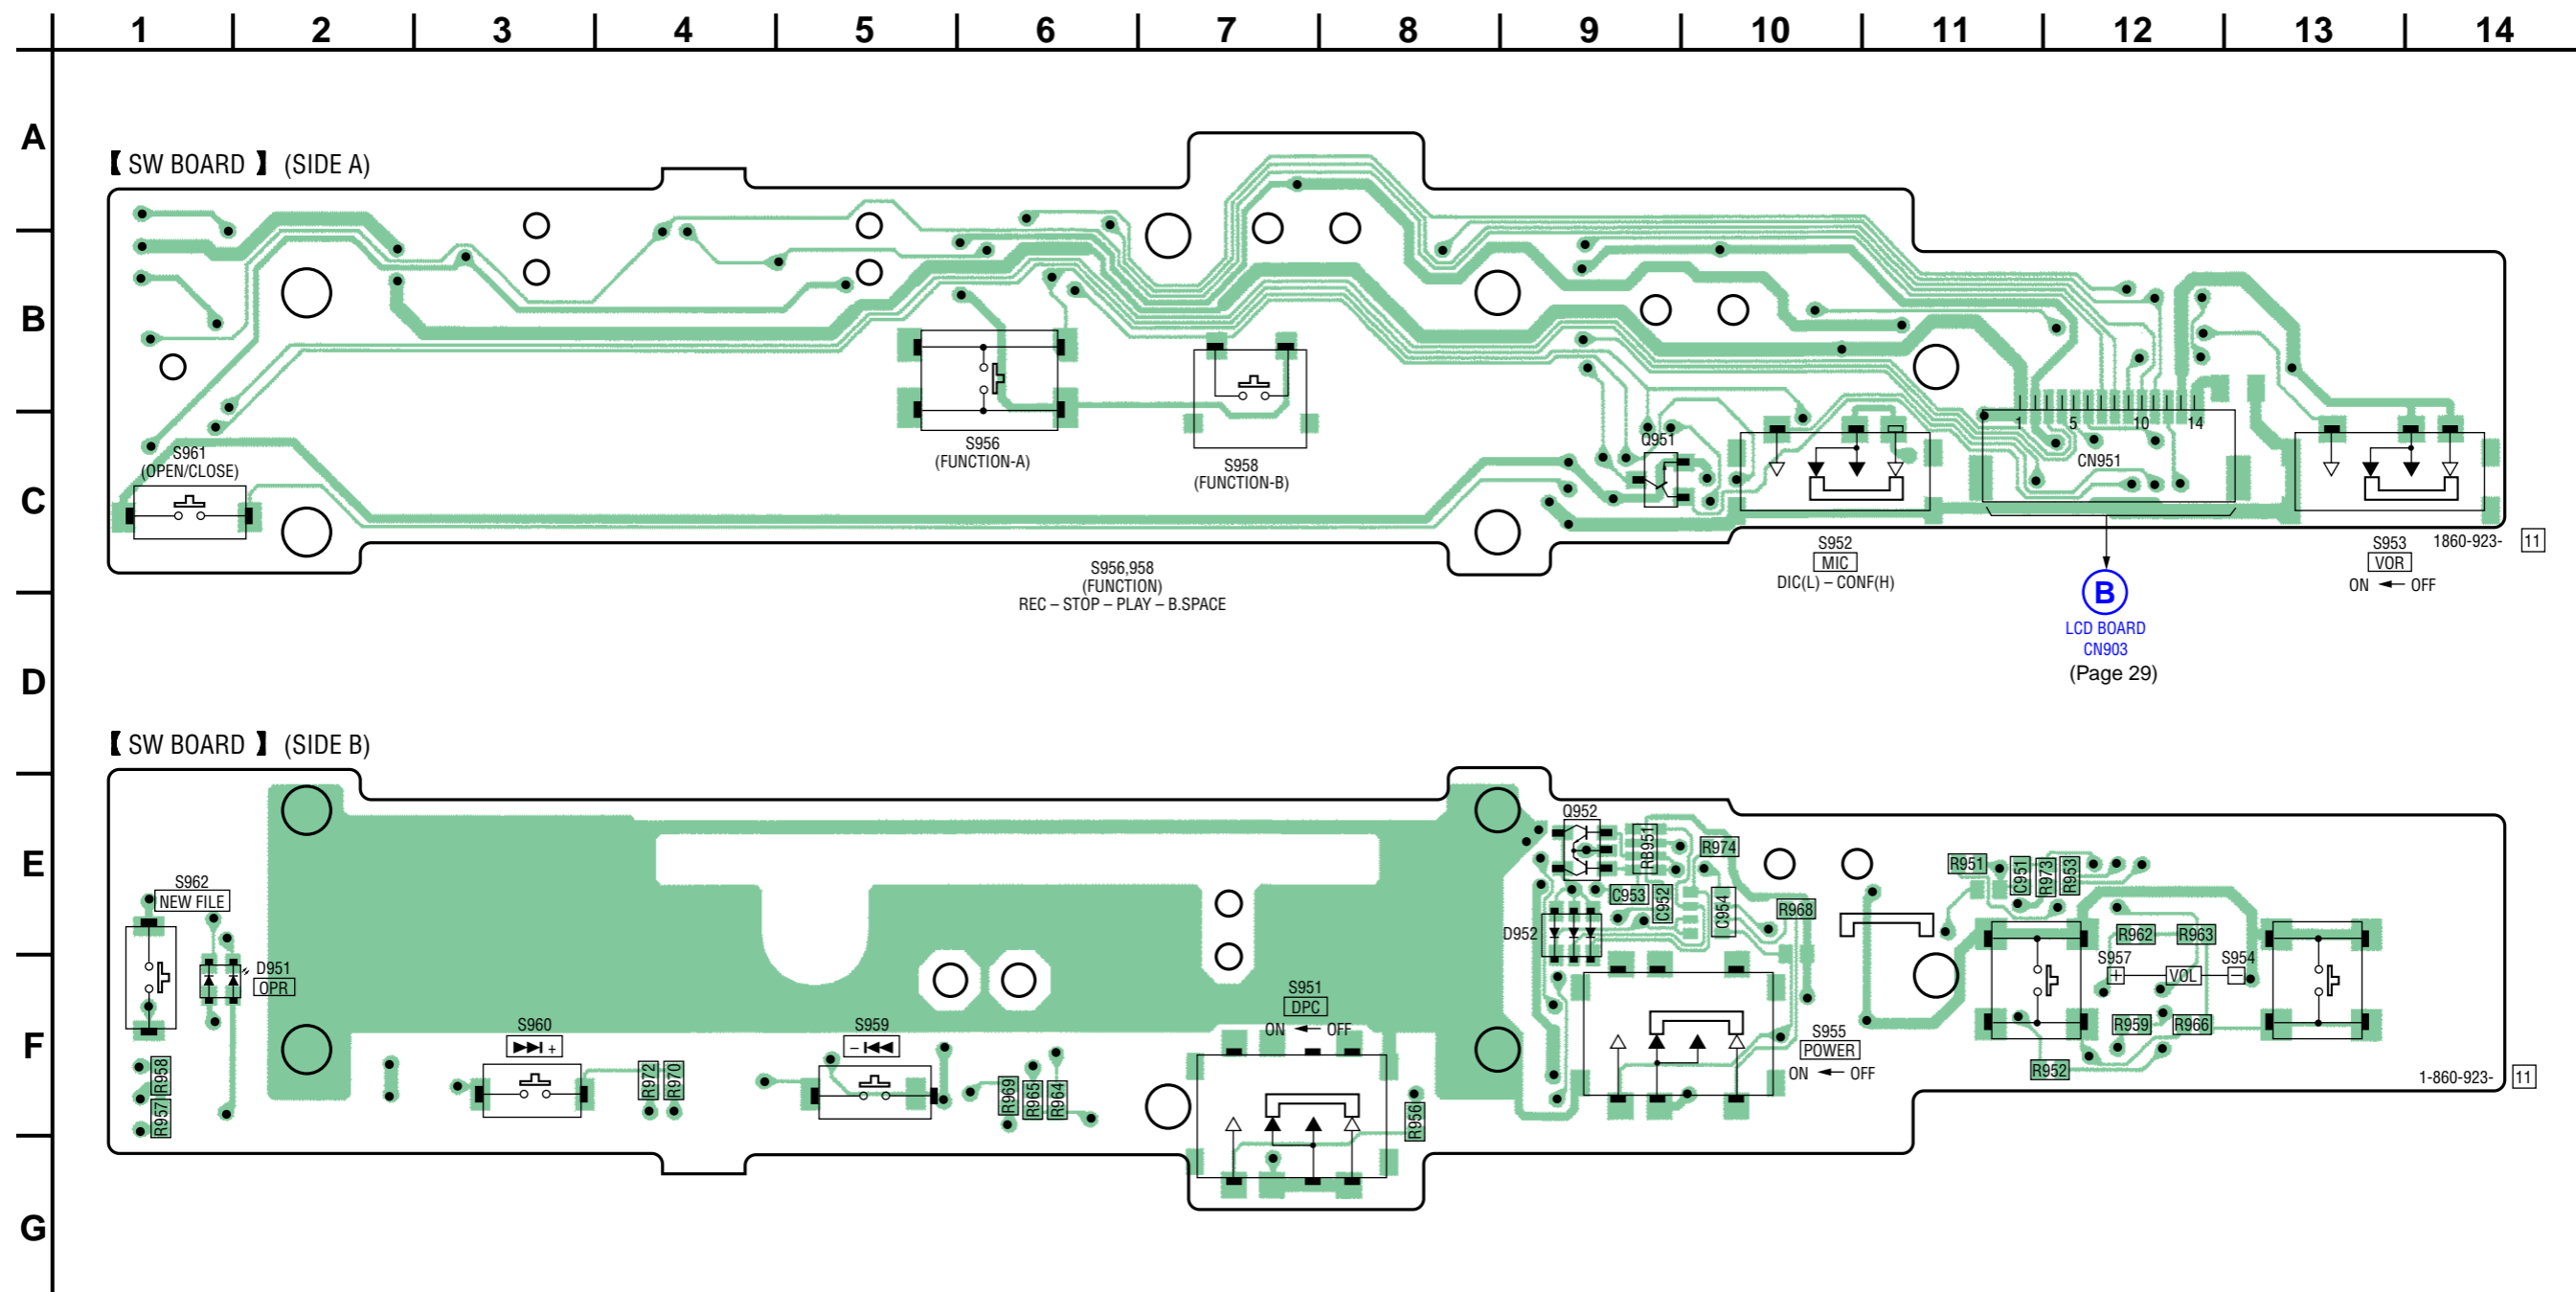 1 2 3 4 5 6 7 8 9 10 11 12 13 14
A
【 SW BOARD 】 (SIDE A)
B
S961
(OPEN/CLOSE)
S956
(FUNCTION-A)
S958
(FUNCTION-B)
Q951
1 5 10 14
CN951
C
S956,958
(FUNCTION)
REC – STOP – PLAY – B.SPACE
S952
MIC
DIC(L) – CONF(H)
S953
VOR
ON ← OFF
1860-923- 11
B
LCD BOARD
CN903
(Page 29)
D
【 SW BOARD 】 (SIDE B)
E
S962
NEW FILE
D951
OPR
Q952
RB951
R974
C953
C952
C954
R968
D952
R951
C951
R973
R953
R962
R963
S957
+
VOL
S954
–
R959
R966
R952
F
S960
▶▶| +
S959
– |◀◀
S951
DPC
ON ← OFF
S955
POWER
ON ← OFF
R958
R957
R972
R970
R969
R965
R964
R956
1-860-923- 11
G